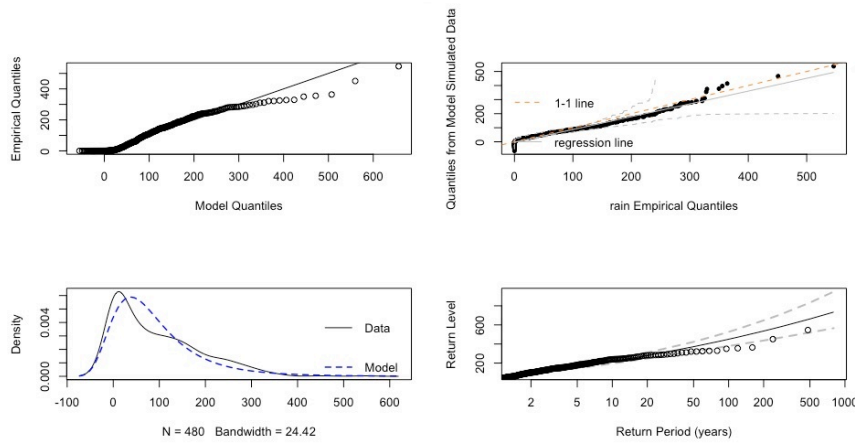 Empirical Quantiles
400
200
0
0 100 200 300 400 500 600
Model Quantiles
Quantiles from Model Simulated Data
500
200
0
1-1 line
regression line
0 100 200 300 400 500
rain Empirical Quantiles
Density
0.004
0.000
Data
Model
-100 0 100 200 300 400 500 600
N = 480 Bandwidth = 24.42
Return Level
600
200
2 5 10 20 50 100 200 500 1000
Return Period (years)